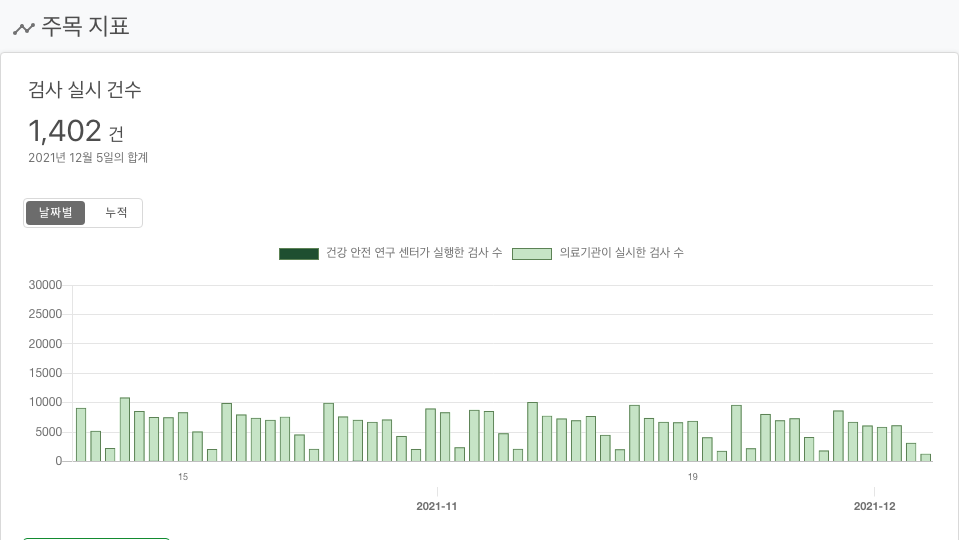 주목 지표
검사 실시 건수
1,402 건
2021년 12월 5일의 합계
날짜별 누적
건강 안전 연구 센터가 실행한 검사 수 의료기관이 실시한 검사 수
30000
25000
20000
15000
10000
5000
0
15 19
2021-11 2021-12